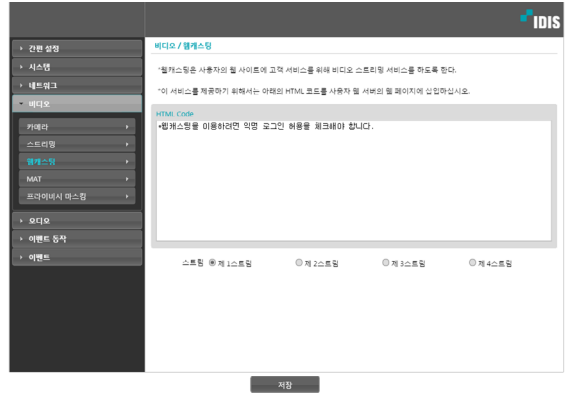 IDIS
간편 설정
시스템
네트워크
비디오
카메라
스트리밍
웹캐스팅
MAT
프라이버시 마스킹
오디오
이벤트 동작
이벤트
비디오 / 웹캐스팅
*웹캐스팅은 사용자의 웹 사이트에 고객 서비스를 위해 비디오 스트리밍 서비스를 하도록 한다.
*이 서비스를 제공하기 위해서는 아래의 HTML 코드를 사용자 웹 서버의 웹 페이지에 삽입하십시오.
HTML Code
*웹캐스팅을 이용하려면 익명 로그인 허용을 체크해야 합니다.
스트림 제 1스트림 제 2스트림 제 3스트림 제 4스트림
저장